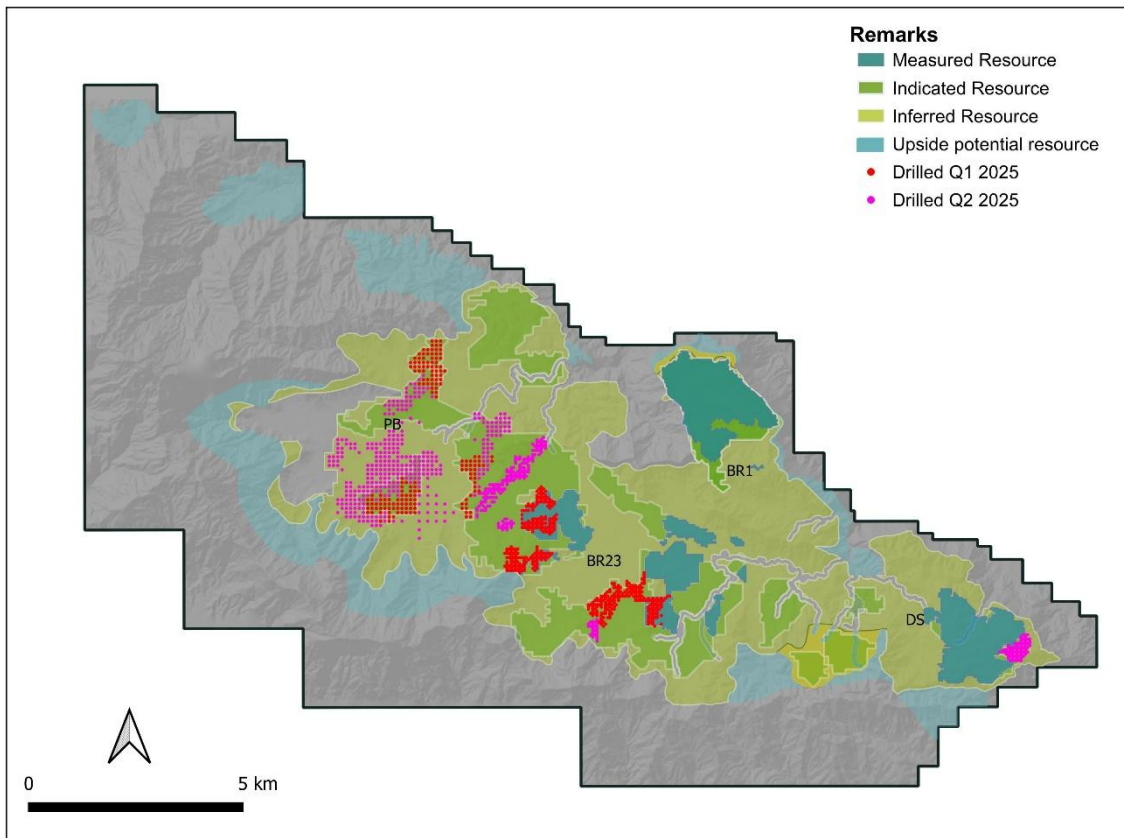 Remarks
Measured Resource
Indicated Resource
Inferred Resource
Upside potential resource
Drilled Q1 2025
Drilled Q2 2025
PB
BR1
BR23
DS
0 5 km